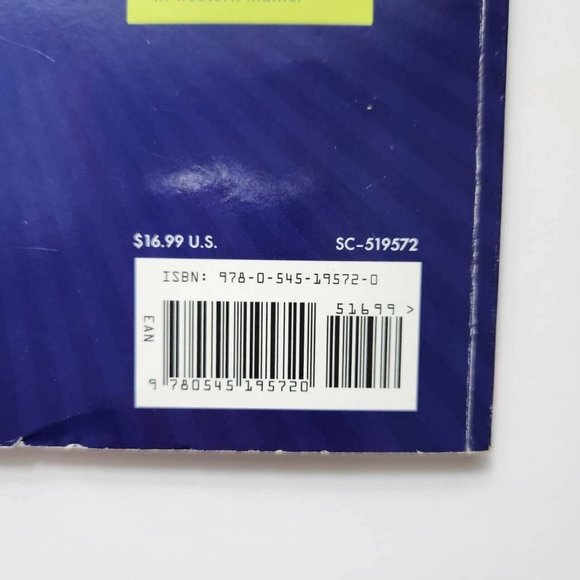 $16.99 U.S.
SC-519572
ISBN: 978-0-545-19572-0
51699 >
EAN
9 780545 195720